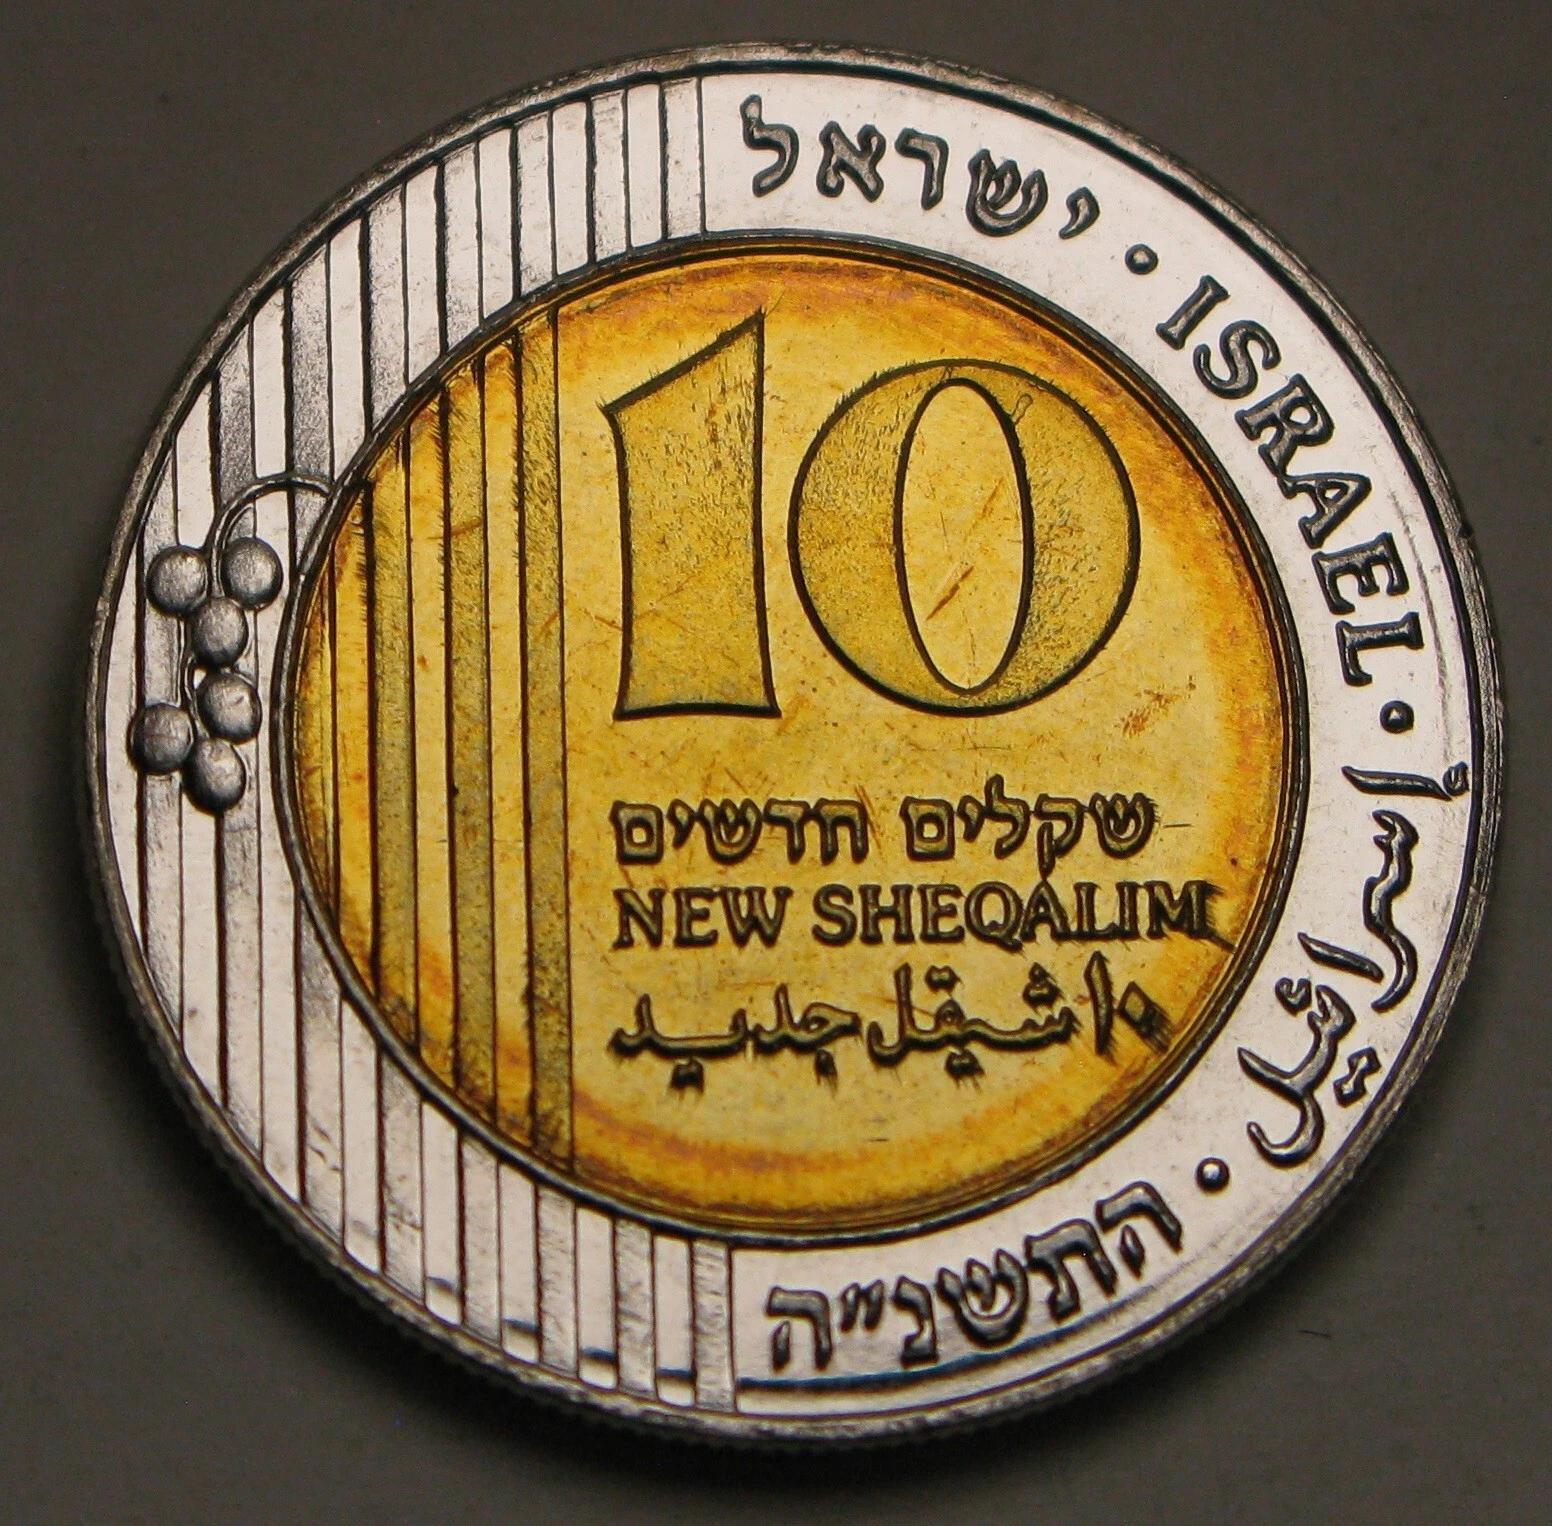 ישראל • ISRAEL • إسرائيل • התשנ״ה
10
שקלים חדשים
NEW SHEQALIM
١٠ شيقل جديد